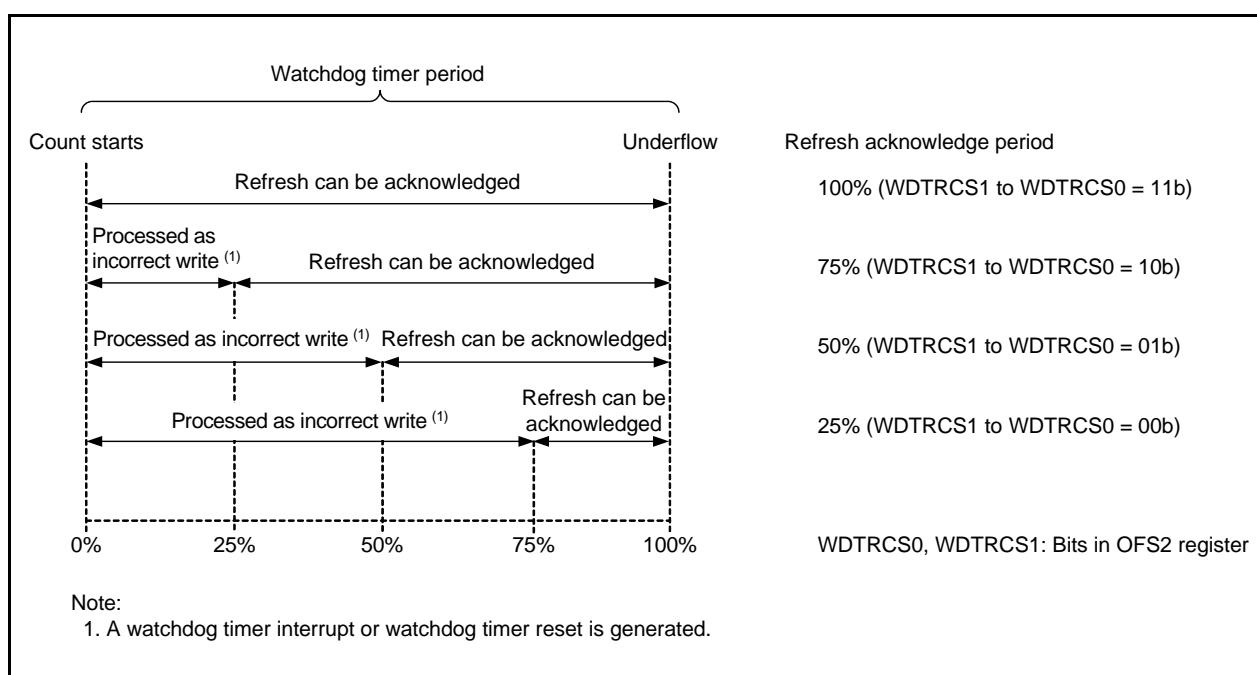 Watchdog timer period
Count starts
Underflow
Refresh acknowledge period
Refresh can be acknowledged
100% (WDTRCS1 to WDTRCS0 = 11b)
Processed as
incorrect write (1)
Refresh can be acknowledged
75% (WDTRCS1 to WDTRCS0 = 10b)
Processed as incorrect write (1)
Refresh can be acknowledged
50% (WDTRCS1 to WDTRCS0 = 01b)
Processed as incorrect write (1)
Refresh can be
acknowledged
25% (WDTRCS1 to WDTRCS0 = 00b)
0%
25%
50%
75%
100%
WDTRCS0, WDTRCS1: Bits in OFS2 register
Note:
1. A watchdog timer interrupt or watchdog timer reset is generated.